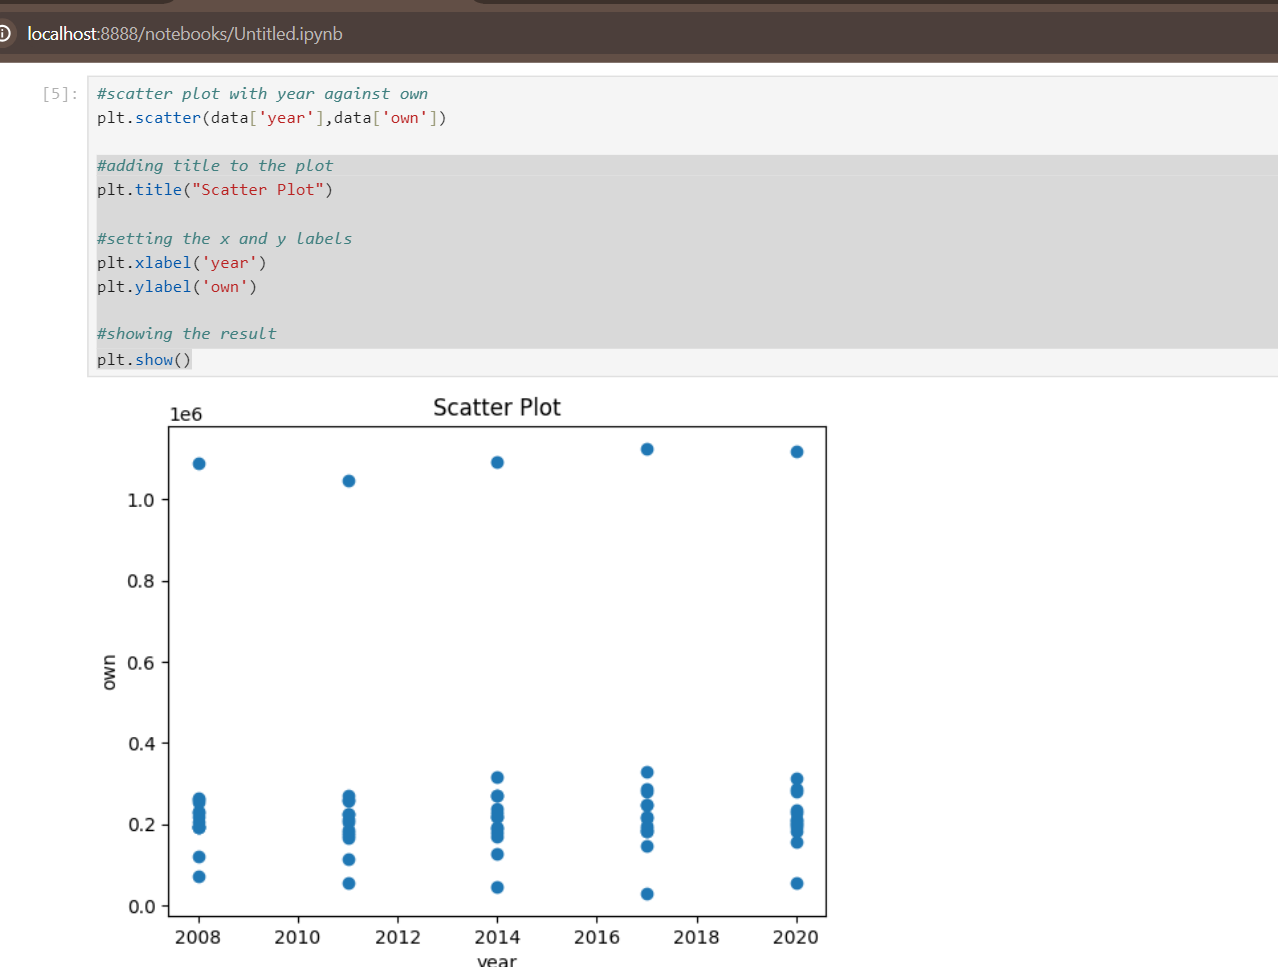 localhost:8888/notebooks/Untitled.ipynb
[5]:
#scatter plot with year against own
plt.scatter(data['year'],data['own'])
#adding title to the plot
plt.title("Scatter Plot")
#setting the x and y labels
plt.xlabel('year')
plt.ylabel('own')
#showing the result
plt.show()
Scatter Plot
1e6
1.0
0.8
0.6
0.4
0.2
0.0
own
2008 2010 2012 2014 2016 2018 2020
year